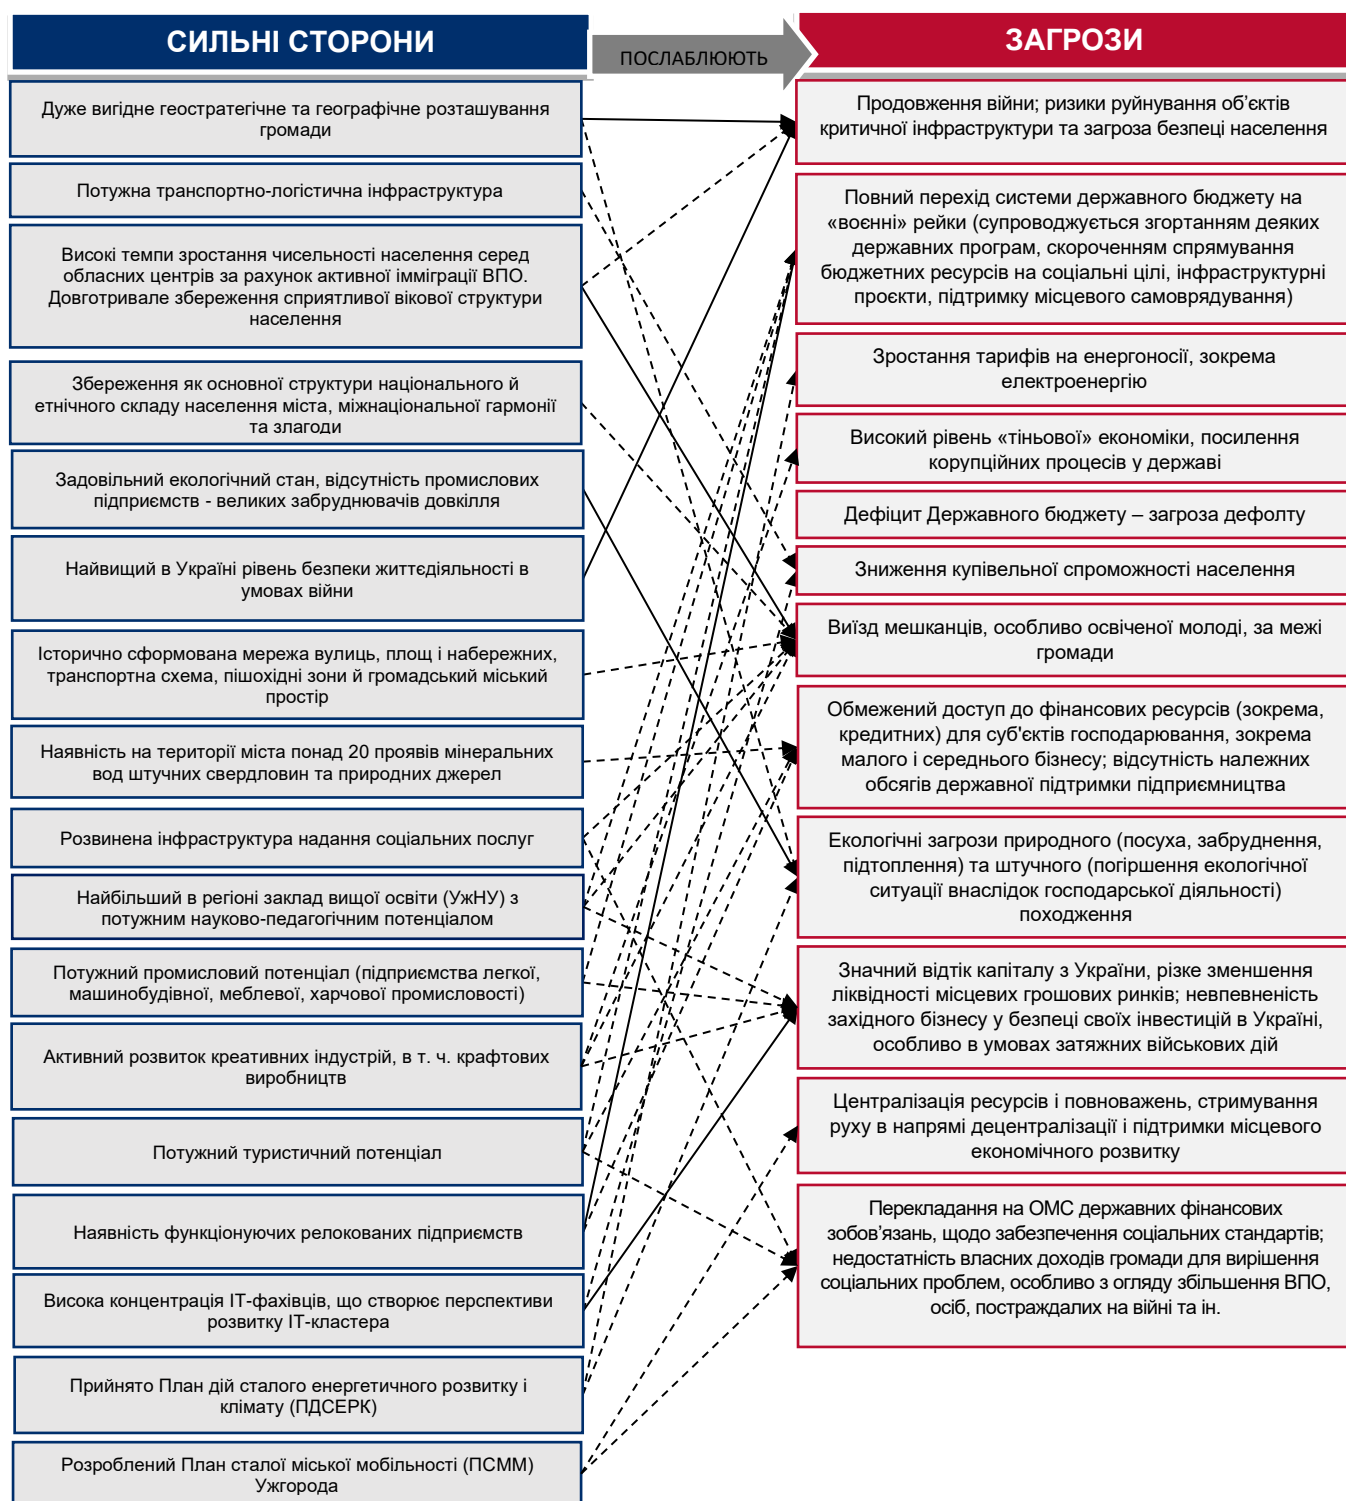 СИЛЬНІ СТОРОНИ
ПОСЛАБЛЮЮТЬ
ЗАГРОЗИ
Дуже вигідне геостратегічне та географічне розташування
громади
Потужна транспортно-логістична інфраструктура
Високі темпи зростання чисельності населення серед
обласних центрів за рахунок активної імміграції ВПО.
Довготривале збереження сприятливої вікової структури
населення
Збереження як основної структури національного й
етнічного складу населення міста, міжнаціональної гармонії
та злагоди
Задовільний екологічний стан, відсутність промислових
підприємств - великих забруднювачів довкілля
Найвищий в Україні рівень безпеки життєдіяльності в
умовах війни
Історично сформована мережа вулиць, площ і набережних,
транспортна схема, пішохідні зони й громадський міський
простір
Наявність на території міста понад 20 проявів мінеральних
вод штучних свердловин та природних джерел
Розвинена інфраструктура надання соціальних послуг
Найбільший в регіоні заклад вищої освіти (УжНУ) з
потужним науково-педагогічним потенціалом
Потужний промисловий потенціал (підприємства легкої,
машинобудівної, меблевої, харчової промисловості)
Активний розвиток креативних індустрій, в т. ч. крафтових
виробництв
Потужний туристичний потенціал
Наявність функціонуючих релокованих підприємств
Висока концентрація ІТ-фахівців, що створює перспективи
розвитку ІТ-кластера
Прийнято План дій сталого енергетичного розвитку і
клімату (ПДСЕРК)
Розроблений План сталої міської мобільності (ПСММ)
Ужгорода
Продовження війни; ризики руйнування об’єктів
критичної інфраструктури та загроза безпеці населення
Повний перехід системи державного бюджету на
«воєнні» рейки (супроводжується згортанням деяких
державних програм, скороченням спрямування
бюджетних ресурсів на соціальні цілі, інфраструктурні
проєкти, підтримку місцевого самоврядування)
Зростання тарифів на енергоносії, зокрема
електроенергію
Високий рівень «тіньової» економіки, посилення
корупційних процесів у державі
Дефіцит Державного бюджету – загроза дефолту
Зниження купівельної спроможності населення
Виїзд мешканців, особливо освіченої молоді, за межі
громади
Обмежений доступ до фінансових ресурсів (зокрема,
кредитних) для суб'єктів господарювання, зокрема
малого і середнього бізнесу; відсутність належних
обсягів державної підтримки підприємництва
Екологічні загрози природного (посуха, забруднення,
підтоплення) та штучного (погіршення екологічної
ситуації внаслідок господарської діяльності)
походження
Значний відтік капіталу з України, різке зменшення
ліквідності місцевих грошових ринків; невпевненість
західного бізнесу у безпеці своїх інвестицій в Україні,
особливо в умовах затяжних військових дій
Централізація ресурсів і повноважень, стримування
руху в напрямі децентралізації і підтримки місцевого
економічного розвитку
Перекладання на ОМС державних фінансових
зобов’язань, щодо забезпечення соціальних стандартів;
недостатність власних доходів громади для вирішення
соціальних проблем, особливо з огляду збільшення ВПО,
осіб, постраждалих на війні та ін.